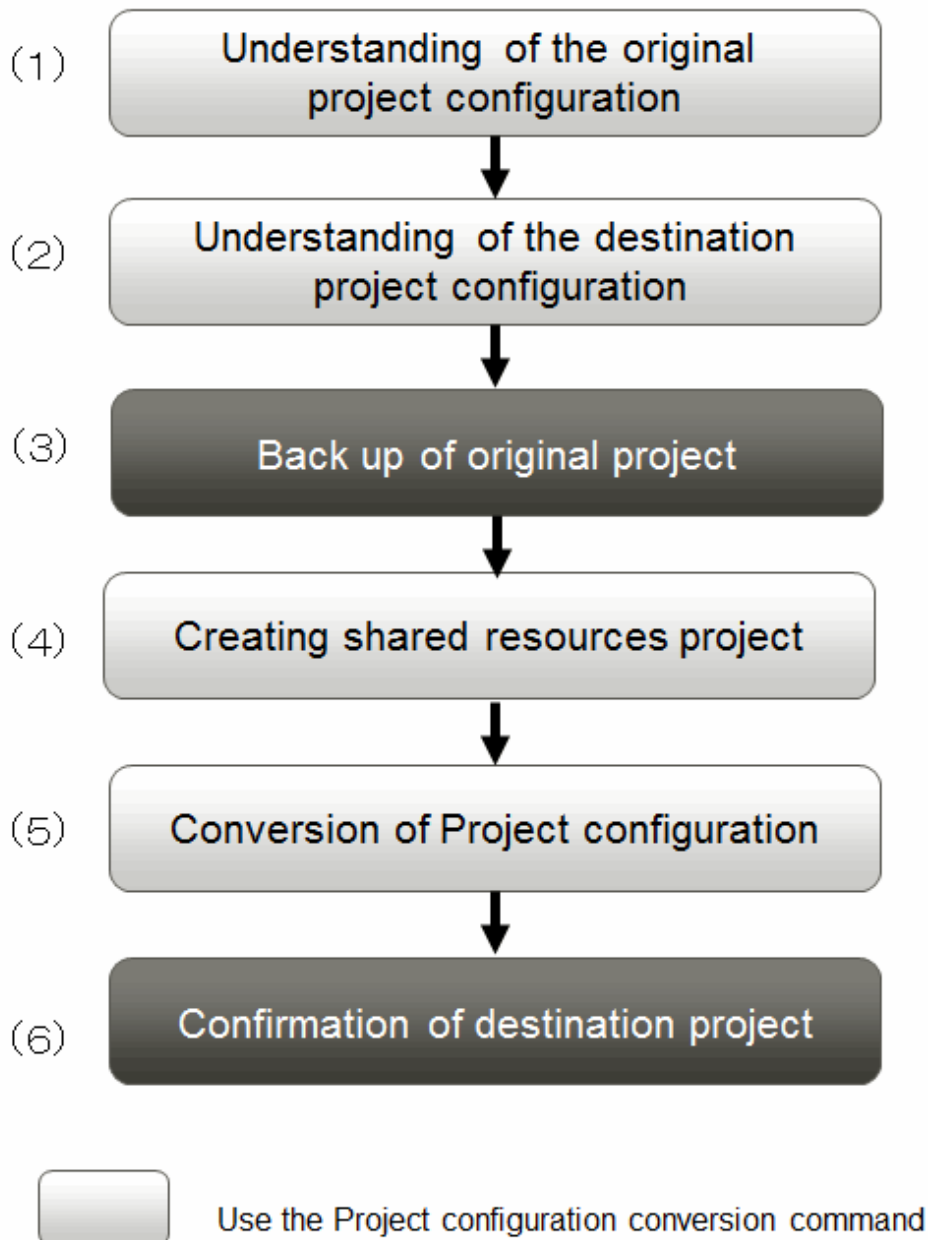 (1)
Understanding of the original
project configuration
(2)
Understanding of the destination
project configuration
(3)
Back up of original project
(4)
Creating shared resources project
(5)
Conversion of Project configuration
(6)
Confirmation of destination project
Use the Project configuration conversion command